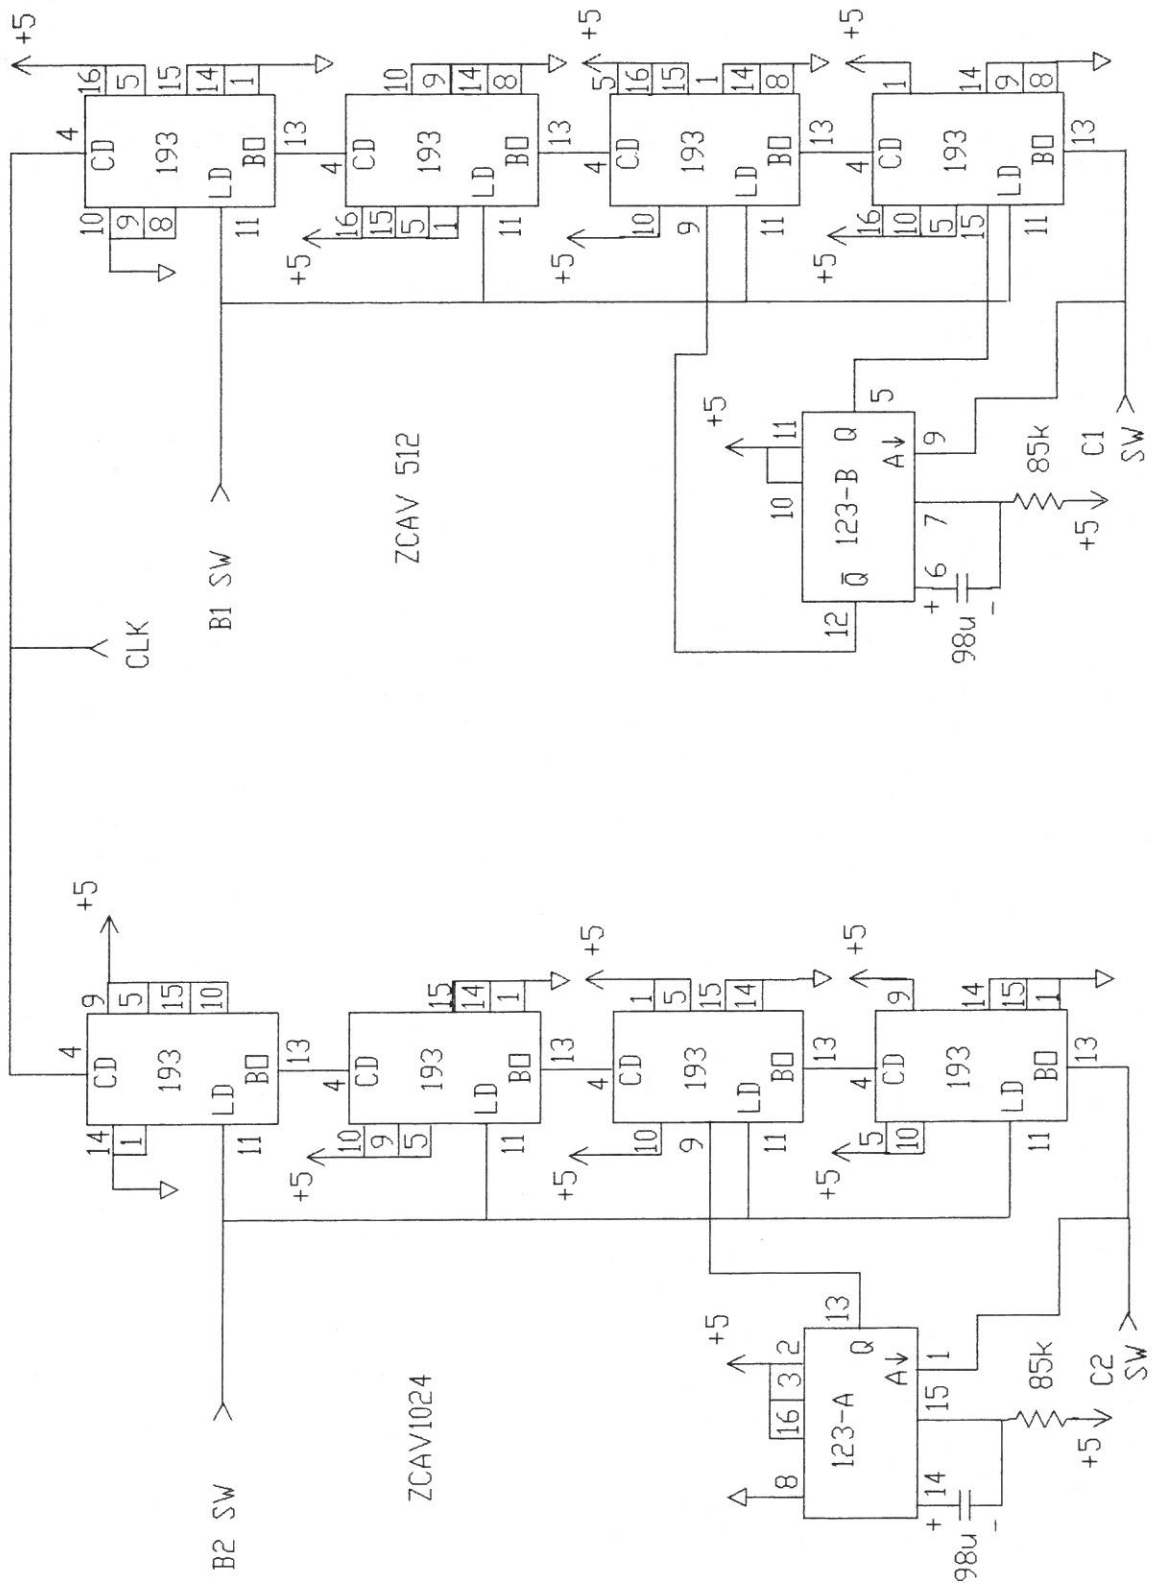 CLK
B2 SW
ZCAV1024
4
CD
193
LD
BO
11
13
14
1
9
5
15
10
+5
4
CD
193
LD
BO
11
13
10
9
5
+5
15
14
1
4
CD
193
LD
BO
11
13
10
9
+5
1
5
15
14
+5
4
CD
193
LD
BO
11
13
5
10
+5
9
14
15
1
+5
8
16
3
2
+5
13
123-A
Q
A↓
14
15
1
+
98u
-
85k
+5
C2
SW
B1 SW
ZCAV 512
4
CD
193
LD
BO
11
13
10
9
8
16
5
15
14
1
+5
4
CD
193
LD
BO
11
13
16
15
5
1
+5
10
9
14
8
4
CD
193
LD
BO
11
13
10
9
+5
5
16
15
1
14
8
+5
4
CD
193
LD
BO
11
13
16
10
5
15
+5
1
14
9
8
+5
12
10
11
+5
5
Q̅
123-B
Q
A↓
6
7
9
+
98u
-
85k
+5
C1
SW